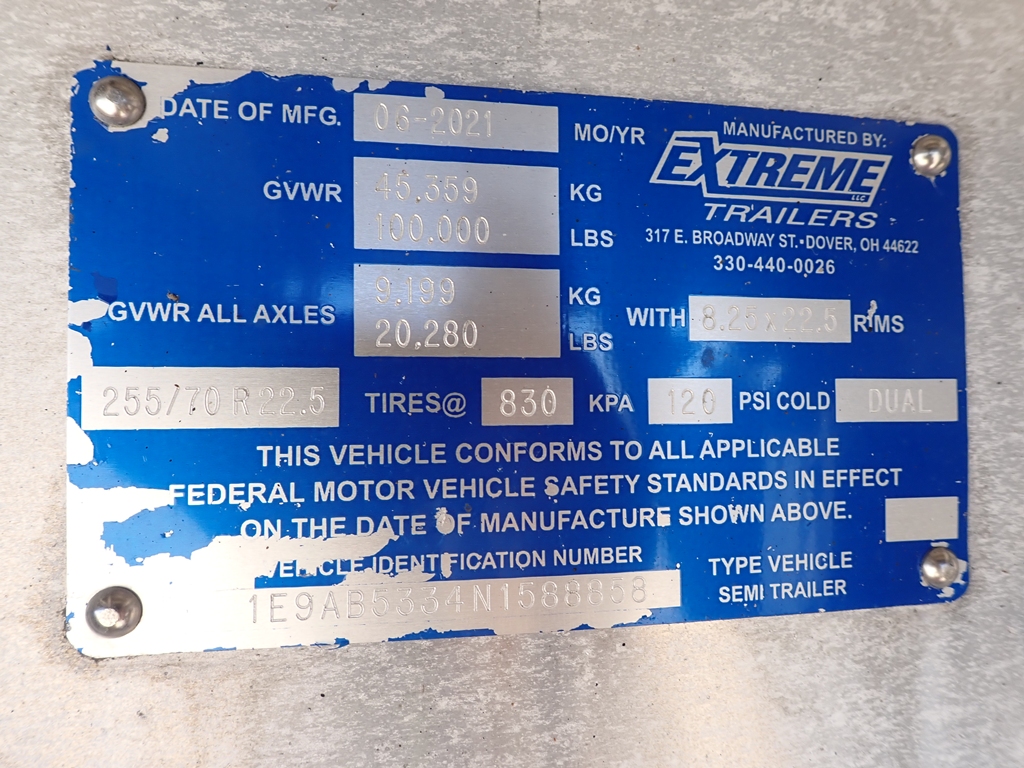 DATE OF MFG. 06-2021 MO/YR
MANUFACTURED BY:
EXTREME LLC
TRAILERS
317 E. BROADWAY ST. • DOVER, OH 44622
330-440-0026
GVWR 45,359 KG
100,000 LBS
GVWR ALL AXLES 9,199 KG
20,280 LBS
WITH 8.25x22.5 RIMS
255/70 R 22.5 TIRES@ 830 KPA 120 PSI COLD DUAL
THIS VEHICLE CONFORMS TO ALL APPLICABLE
FEDERAL MOTOR VEHICLE SAFETY STANDARDS IN EFFECT
ON THE DATE OF MANUFACTURE SHOWN ABOVE.
VEHICLE IDENTIFICATION NUMBER
1E9AB5334N1588858
TYPE VEHICLE
SEMI TRAILER